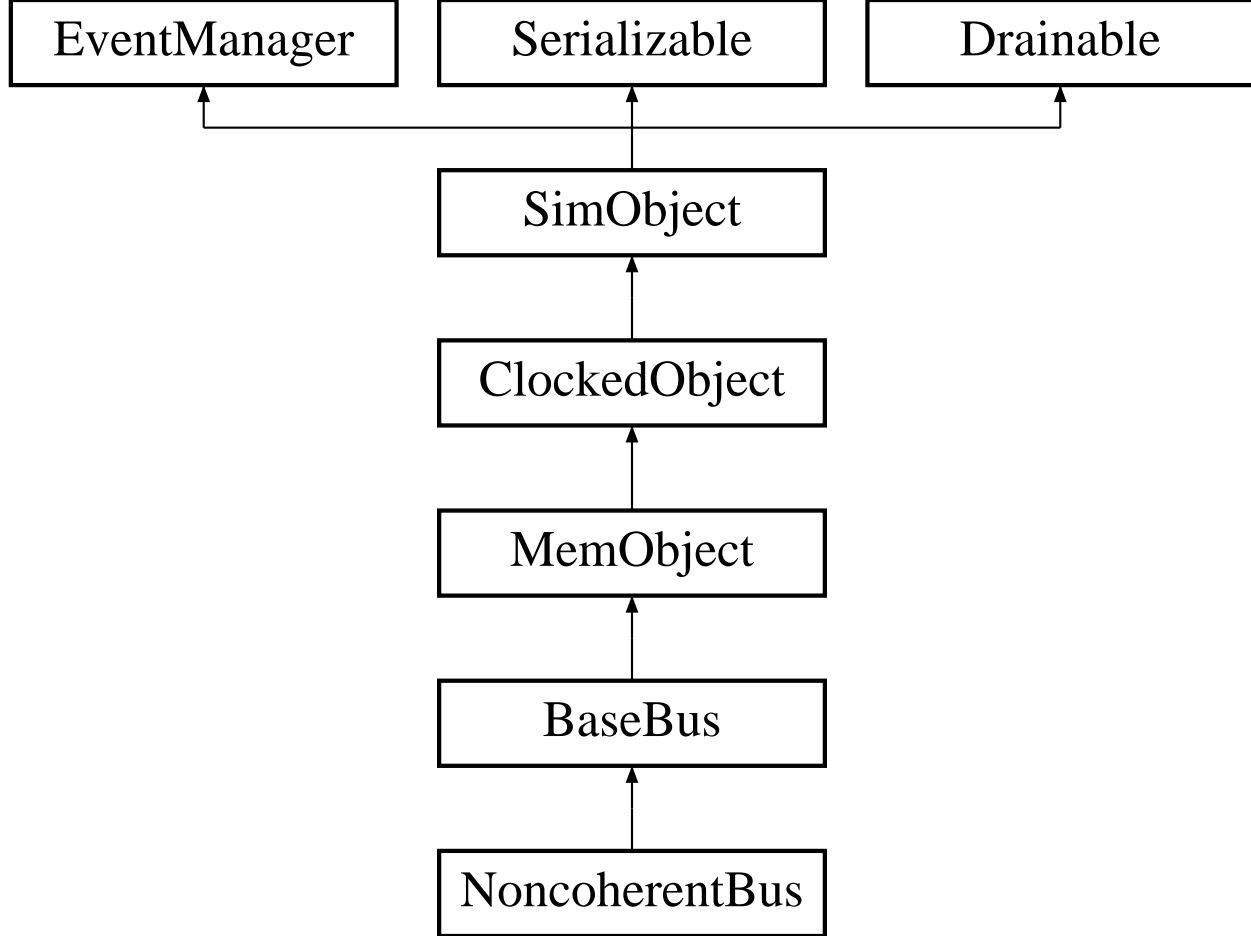 EventManager
Serializable
Drainable
SimObject
ClockedObject
MemObject
BaseBus
NoncoherentBus